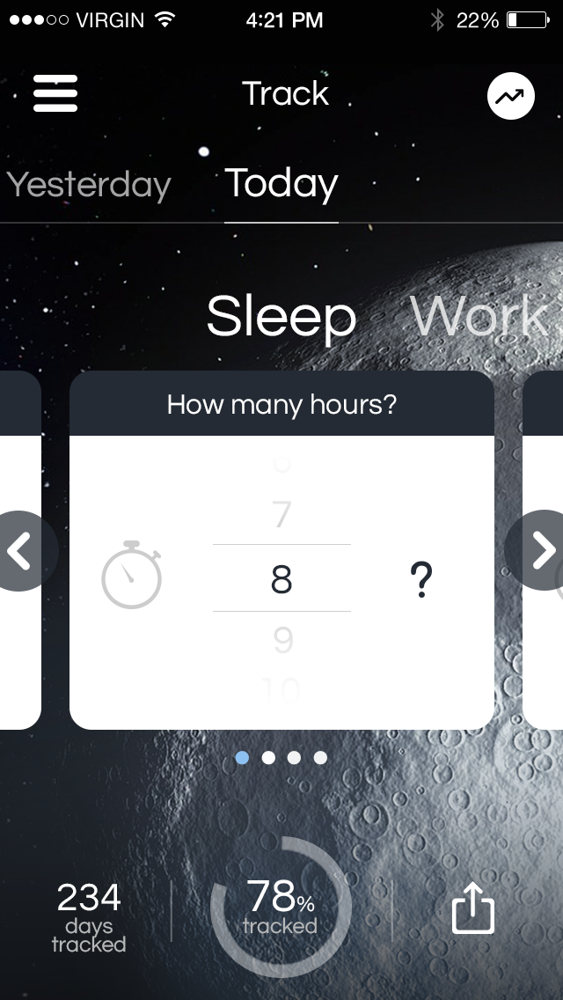 VIRGIN 4:21 PM 22%
Track
Yesterday Today
Sleep Work
How many hours?
7
8
?
9
10
234
days
tracked
78%
tracked